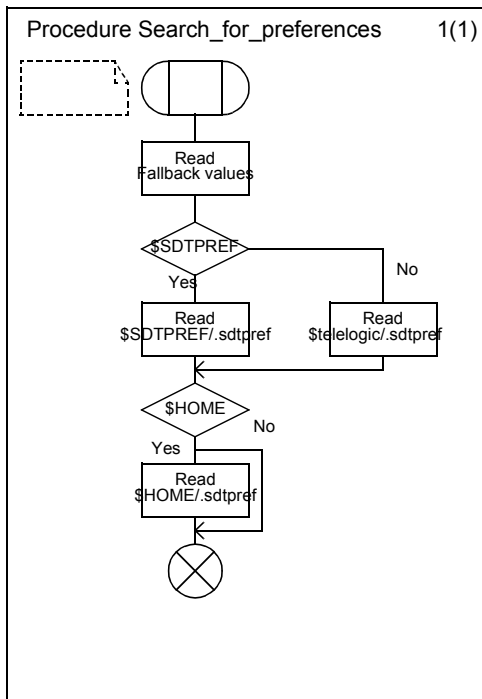 Procedure Search_for_preferences 1(1)
Read
Fallback values
$SDTPREF
Yes
No
Read
$SDTPREF/.sdtpref
Read
$telelogic/.sdtpref
$HOME
No
Yes
Read
$HOME/.sdtpref